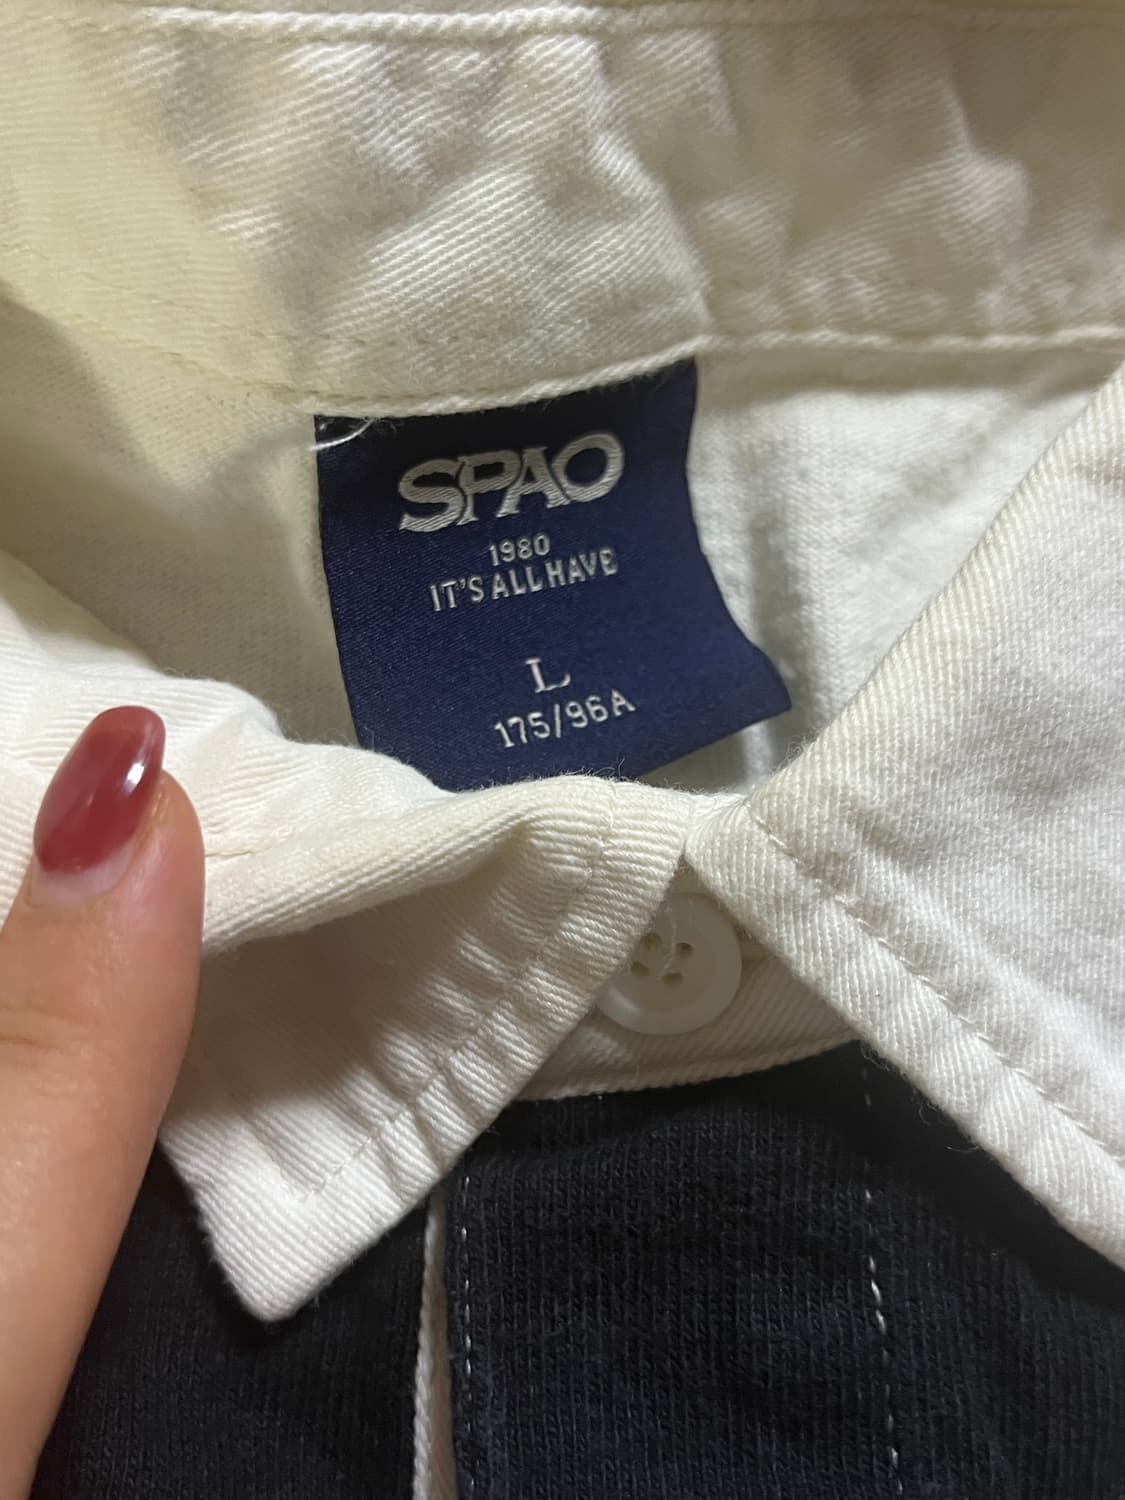 SPAO
1980
IT'S ALL HAVE
L
175/96A